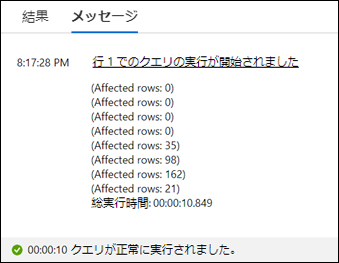 結果 メッセージ
8:17:28 PM 行 1 でのクエリの実行が開始されました
(Affected rows: 0)
(Affected rows: 0)
(Affected rows: 0)
(Affected rows: 0)
(Affected rows: 35)
(Affected rows: 98)
(Affected rows: 162)
(Affected rows: 21)
総実行時間: 00:00:10.849
00:00:10 クエリが正常に実行されました。